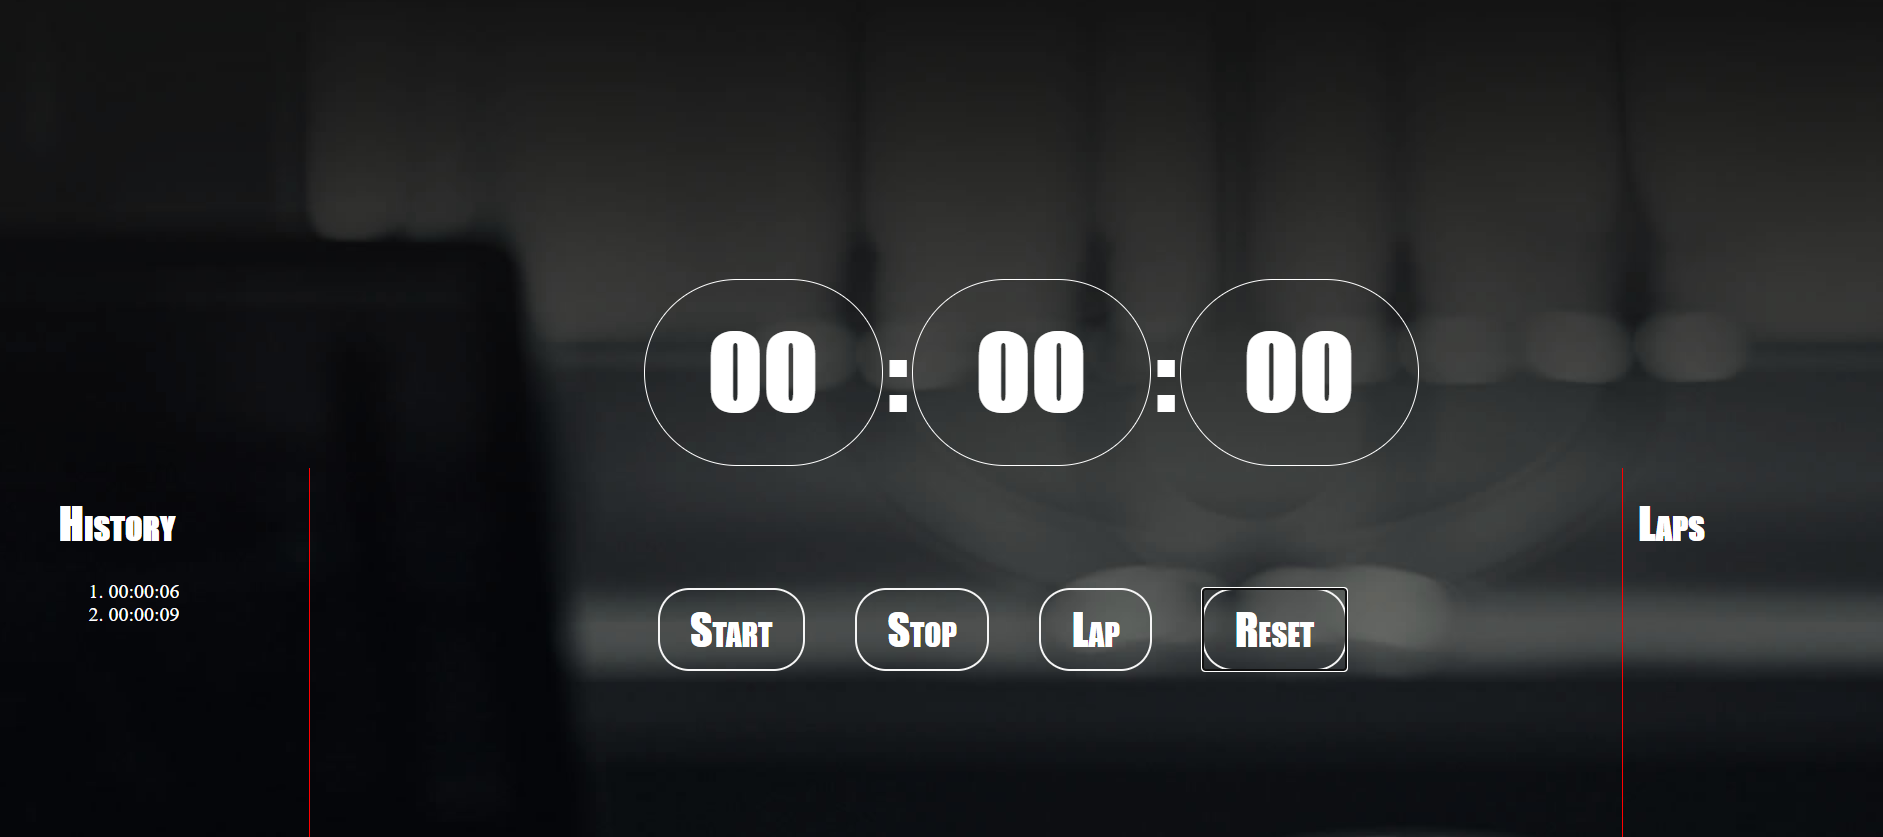 00 : 00 : 00
History
1. 00:00:06
2. 00:00:09
Start
Stop
Lap
Reset
Laps